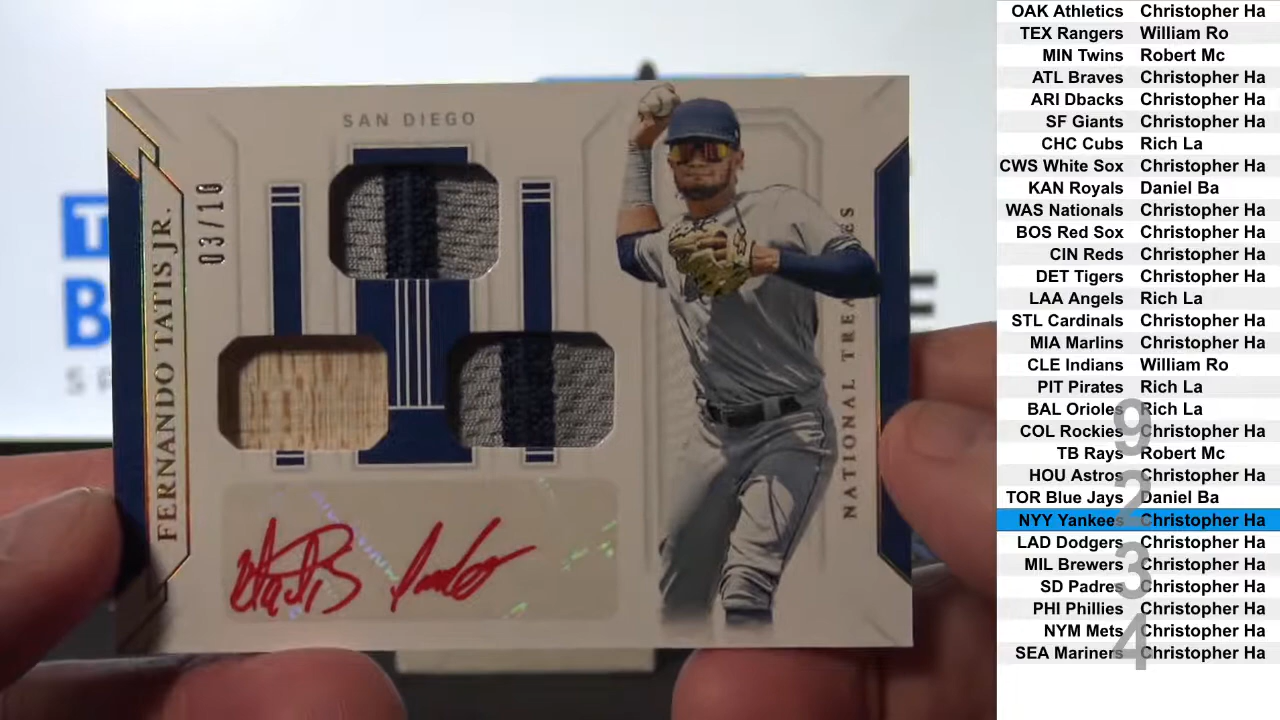 SAN DIEGO
FERNANDO TATIS JR.
03/10
NATIONAL TREASURES
OAK Athletics Christopher Ha
TEX Rangers William Ro
MIN Twins Robert Mc
ATL Braves Christopher Ha
ARI Dbacks Christopher Ha
SF Giants Christopher Ha
CHC Cubs Rich La
CWS White Sox Christopher Ha
KAN Royals Daniel Ba
WAS Nationals Christopher Ha
BOS Red Sox Christopher Ha
CIN Reds Christopher Ha
DET Tigers Christopher Ha
LAA Angels Rich La
STL Cardinals Christopher Ha
MIA Marlins Christopher Ha
CLE Indians William Ro
PIT Pirates Rich La
BAL Orioles Rich La
COL Rockies Christopher Ha
TB Rays Robert Mc
HOU Astros Christopher Ha
TOR Blue Jays Daniel Ba
NYY Yankees Christopher Ha
LAD Dodgers Christopher Ha
MIL Brewers Christopher Ha
SD Padres Christopher Ha
PHI Phillies Christopher Ha
NYM Mets Christopher Ha
SEA Mariners Christopher Ha
9
2
3
4